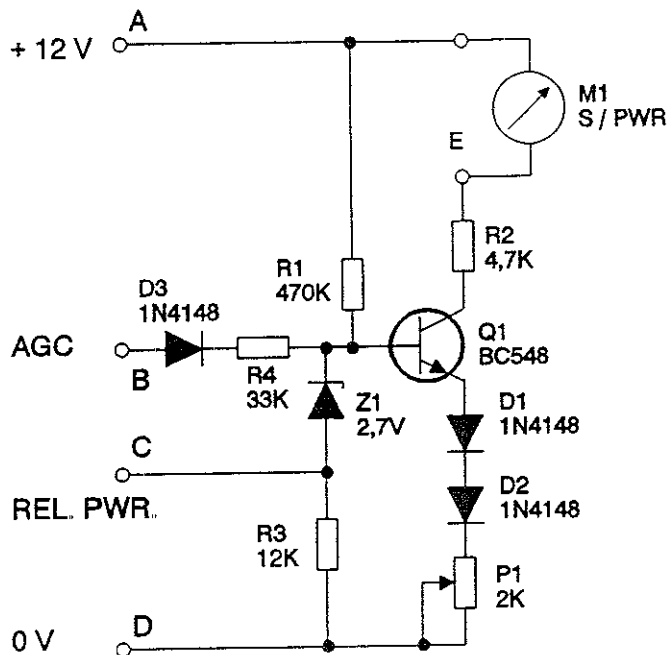 A
+ 12 V
M1
S / PWR
E
R2
4,7K
R1
470K
D3
1N4148
Q1
BC548
AGC
B
R4
33K
Z1
2,7V
D1
1N4148
C
REL. PWR.
D2
1N4148
R3
12K
P1
2K
D
0 V